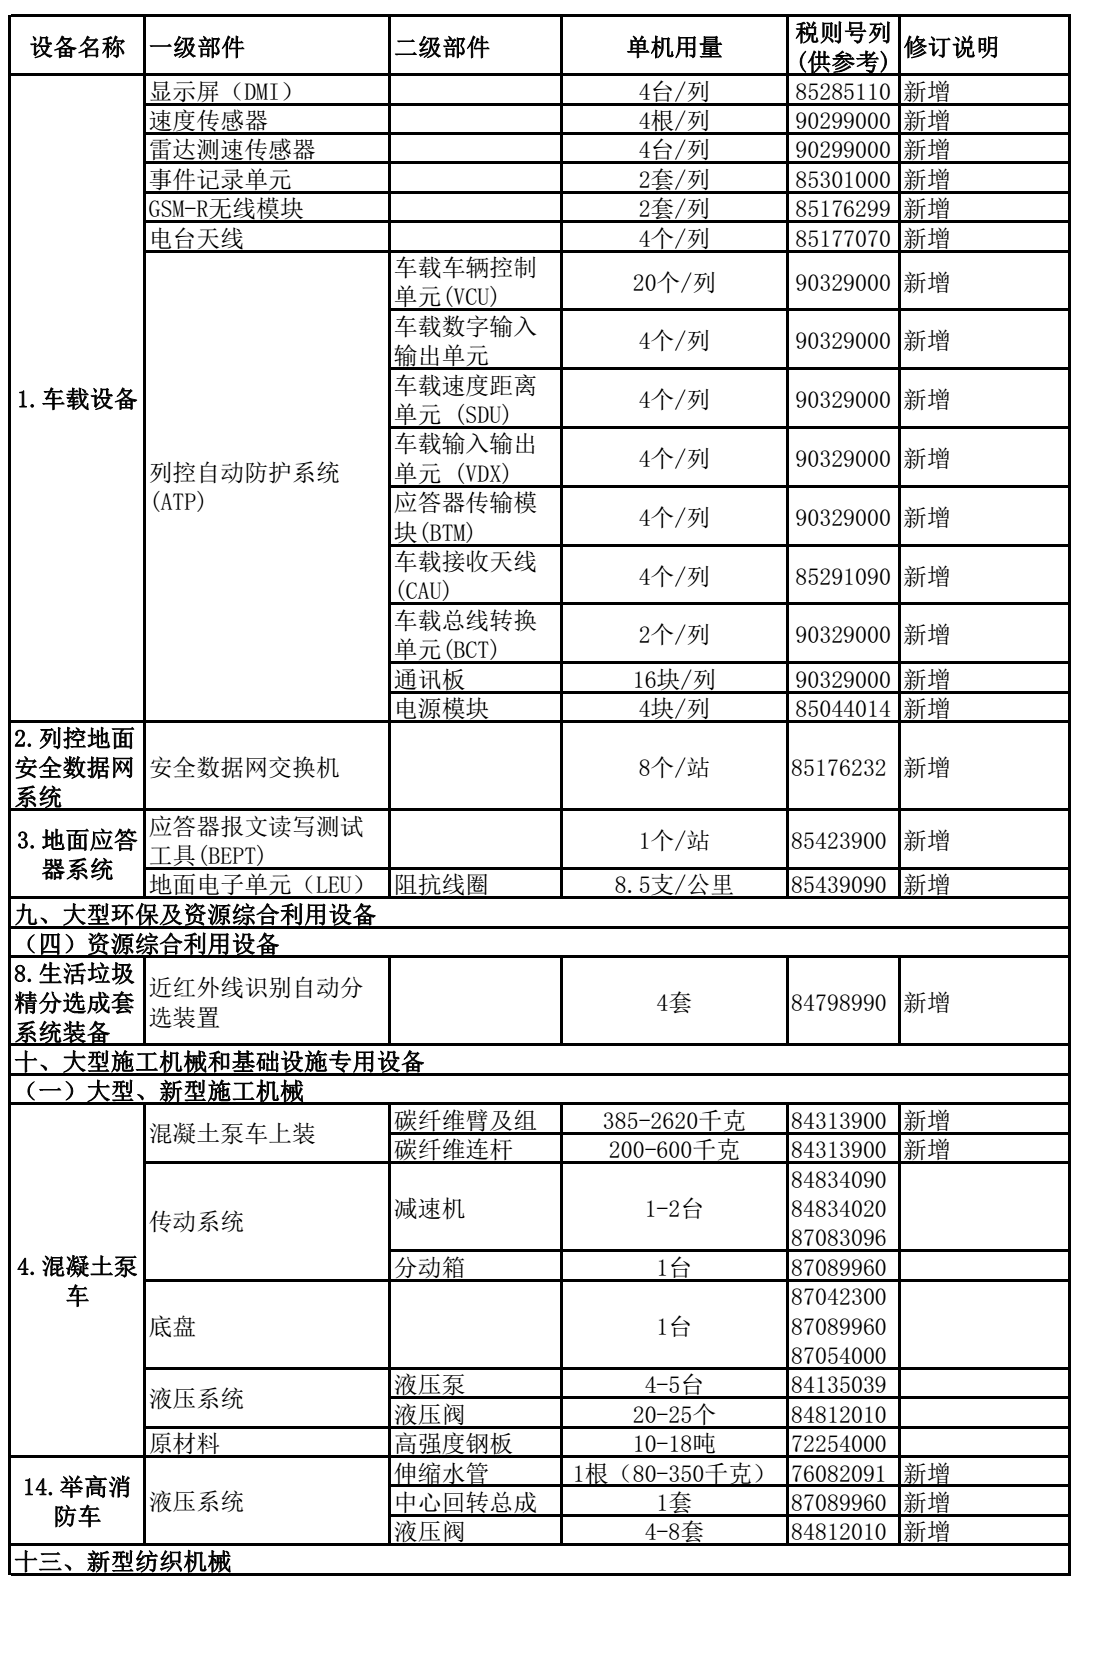 设备名称 一级部件 二级部件 单机用量 税则号列(供参考) 修订说明
1.车载设备
显示屏（DMI） 4台/列 85285110 新增
速度传感器 4根/列 90299000 新增
雷达测速传感器 4台/列 90299000 新增
事件记录单元 2套/列 85301000 新增
GSM-R无线模块 2套/列 85176299 新增
电台天线 4个/列 85177070 新增
列控自动防护系统
(ATP)
车载车辆控制
单元(VCU) 20个/列 90329000 新增
车载数字输入
输出单元 4个/列 90329000 新增
车载速度距离
单元 (SDU) 4个/列 90329000 新增
车载输入输出
单元 (VDX) 4个/列 90329000 新增
应答器传输模
块(BTM) 4个/列 90329000 新增
车载接收天线
(CAU) 4个/列 85291090 新增
车载总线转换
单元(BCT) 2个/列 90329000 新增
通讯板 16块/列 90329000 新增
电源模块 4块/列 85044014 新增
2.列控地面
安全数据网
系统
安全数据网交换机 8个/站 85176232 新增
3.地面应答
器系统
应答器报文读写测试
工具(BEPT) 1个/站 85423900 新增
地面电子单元（LEU） 阻抗线圈 8.5支/公里 85439090 新增
九、大型环保及资源综合利用设备
（四）资源综合利用设备
8.生活垃圾
精分选成套
系统装备
近红外线识别自动分
选装置 4套 84798990 新增
十、大型施工机械和基础设施专用设备
（一）大型、新型施工机械
4.混凝土泵
车
混凝土泵车上装
碳纤维臂及组 385-2620千克 84313900 新增
碳纤维连杆 200-600千克 84313900 新增
传动系统
减速机 1-2台
84834090
84834020
87083096
分动箱 1台 87089960
底盘 1台
87042300
87089960
87054000
液压系统
液压泵 4-5台 84135039
液压阀 20-25个 84812010
原材料 高强度钢板 10-18吨 72254000
14.举高消
防车
液压系统
伸缩水管 1根（80-350千克） 76082091 新增
中心回转总成 1套 87089960 新增
液压阀 4-8套 84812010 新增
十三、新型纺织机械